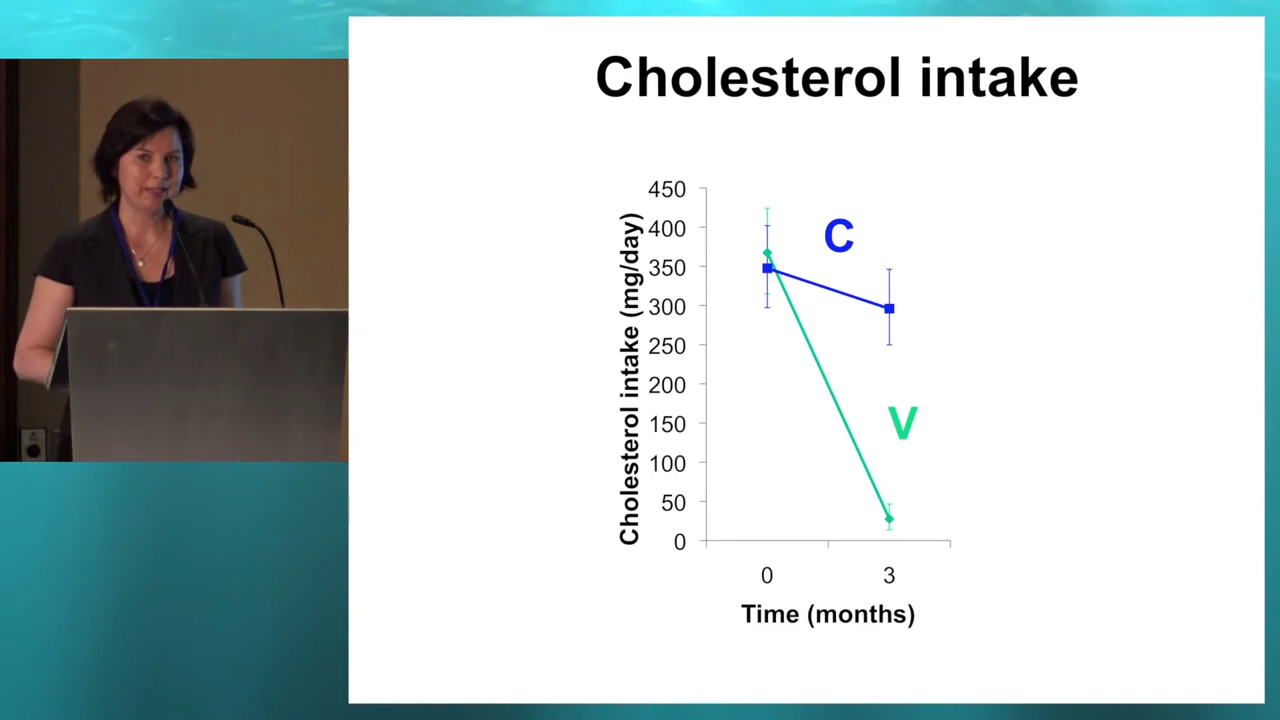 Cholesterol intake
Cholesterol intake (mg/day)
450
400
350
300
250
200
150
100
50
0
C
V
0 3
Time (months)